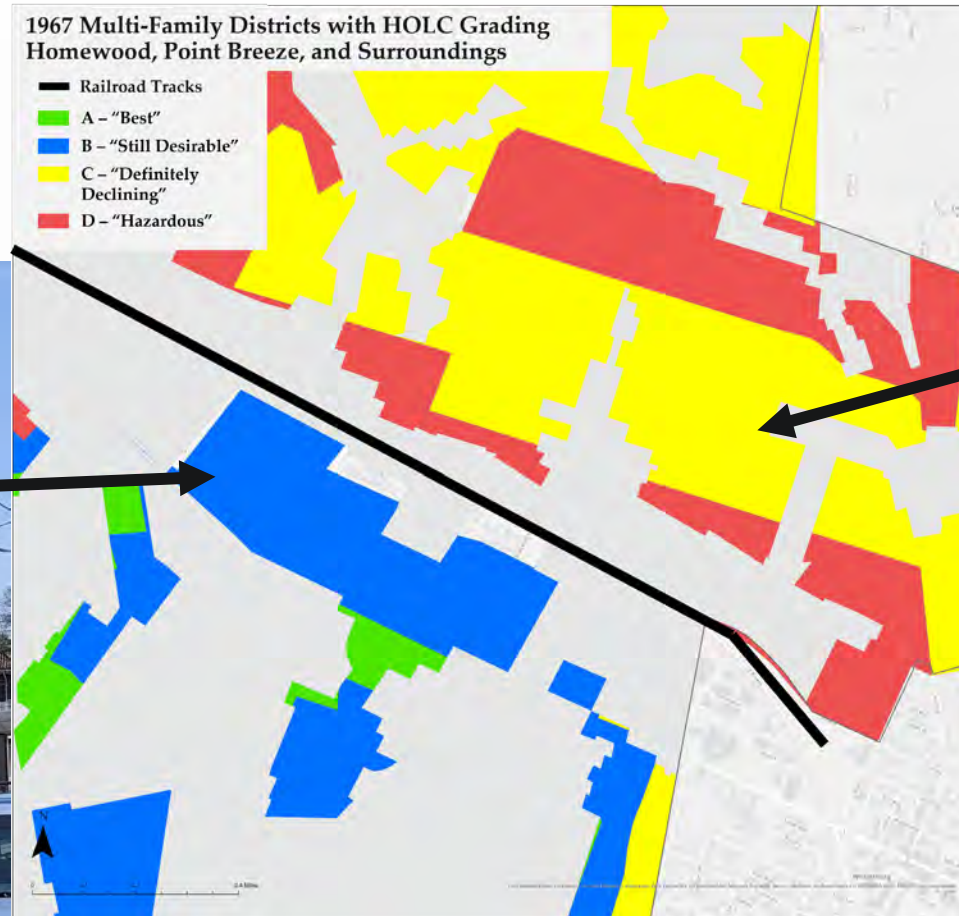 1967 Multi-Family Districts with HOLC Grading
Homewood, Point Breeze, and Surroundings
Railroad Tracks
A – “Best”
B – “Still Desirable”
C – “Definitely
Declining”
D – “Hazardous”
N
0